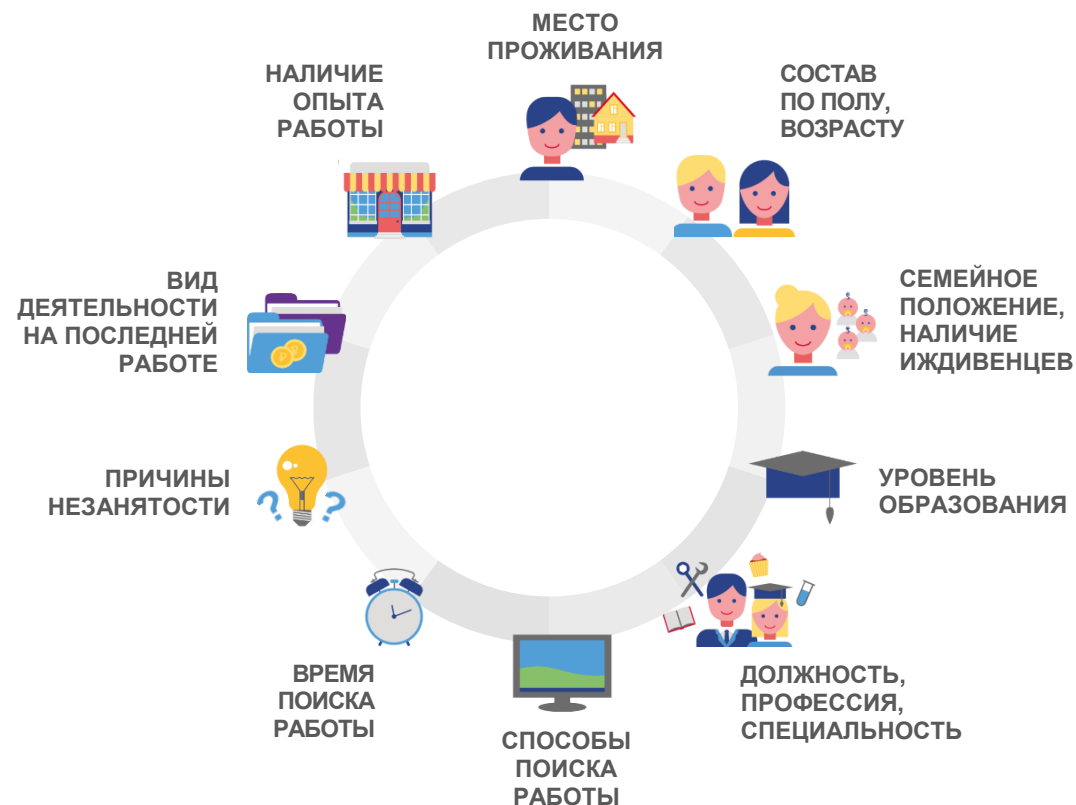 МЕСТО
ПРОЖИВАНИЯ
СОСТАВ
ПО ПОЛУ,
ВОЗРАСТУ
СЕМЕЙНОЕ
ПОЛОЖЕНИЕ,
НАЛИЧИЕ
ИЖДИВЕНЦЕВ
УРОВЕНЬ
ОБРАЗОВАНИЯ
ДОЛЖНОСТЬ,
ПРОФЕССИЯ,
СПЕЦИАЛЬНОСТЬ
СПОСОБЫ
ПОИСКА
РАБОТЫ
ВРЕМЯ
ПОИСКА
РАБОТЫ
ПРИЧИНЫ
НЕЗАНЯТОСТИ
ВИД
ДЕЯТЕЛЬНОСТИ
НА ПОСЛЕДНЕЙ
РАБОТЕ
НАЛИЧИЕ
ОПЫТА
РАБОТЫ